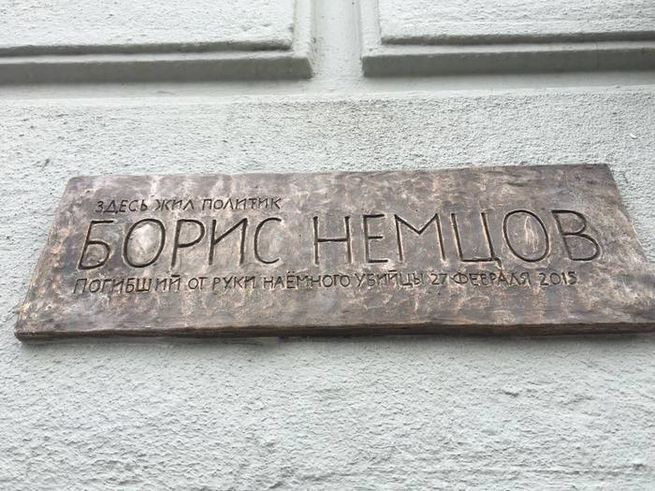 ЗДЕСЬ ЖИЛ ПОЛИТИК
БОРИС НЕМЦОВ
ПОГИБШИЙ ОТ РУКИ НАЁМНОГО УБИЙЦЫ 27 ФЕВРАЛЯ 2015